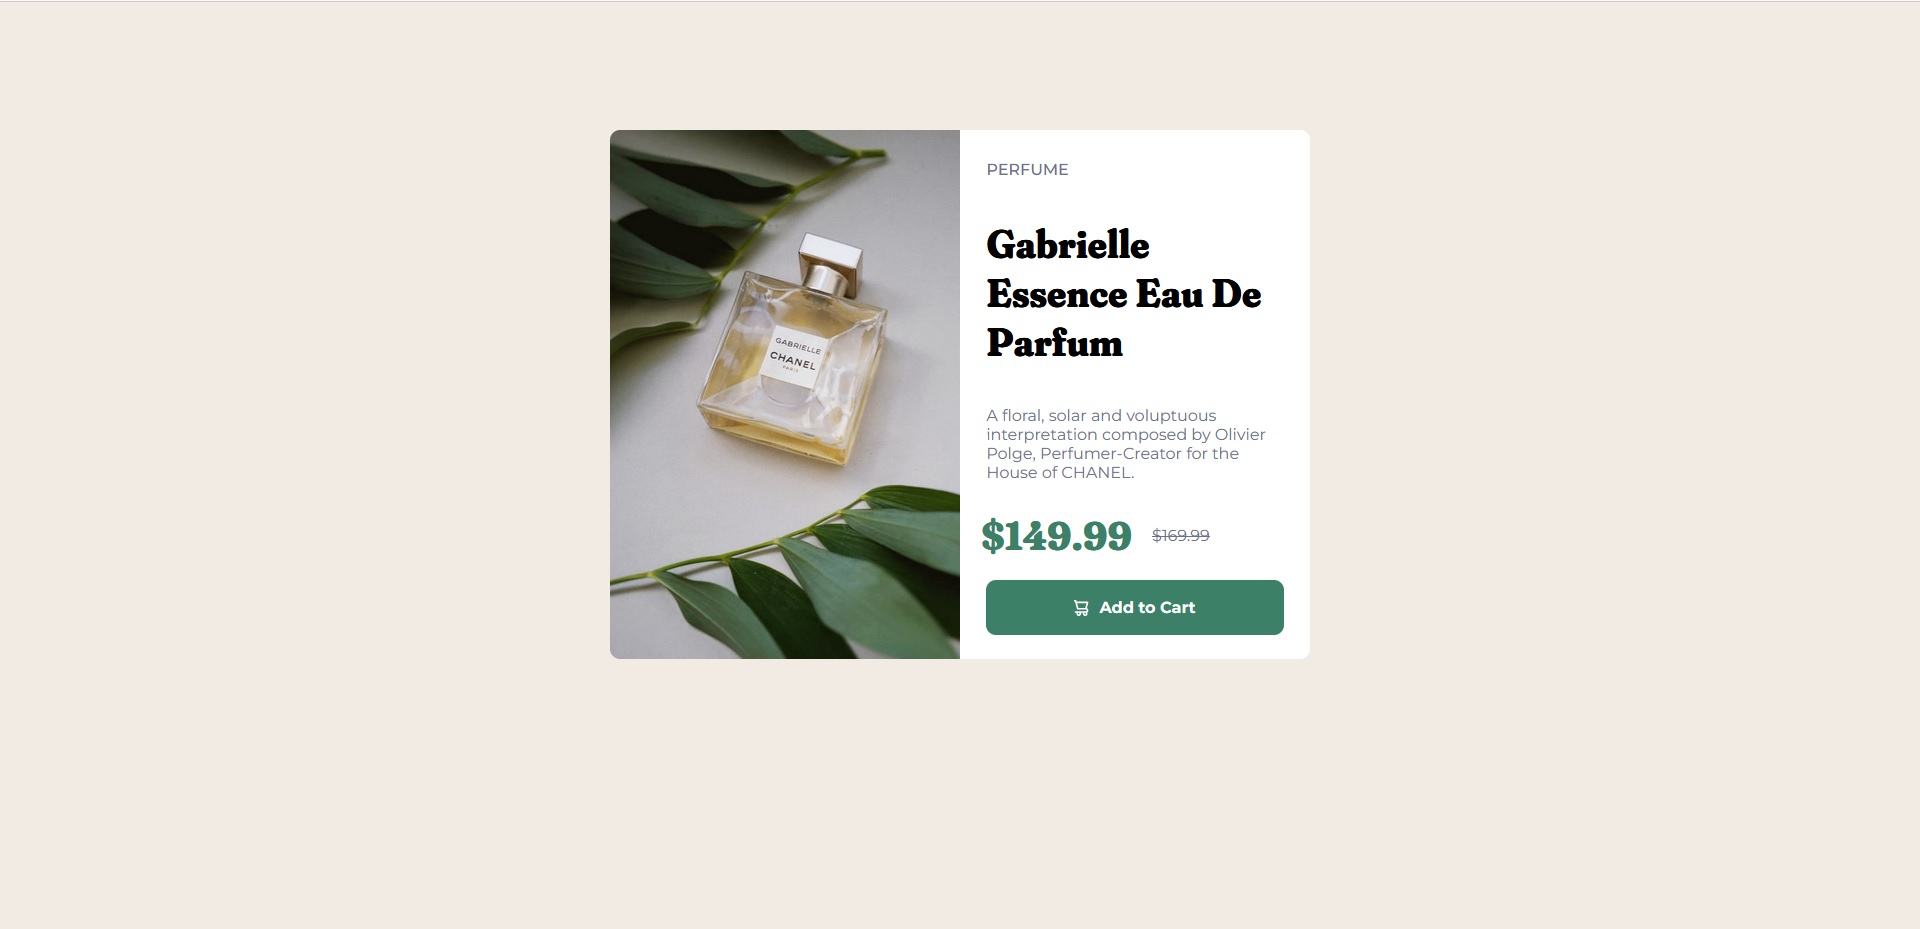 GABRIELLE
CHANEL
PARIS
PERFUME
Gabrielle
Essence Eau De
Parfum
A floral, solar and voluptuous
interpretation composed by Olivier
Polge, Perfumer-Creator for the
House of CHANEL.
$149.99 $169.99
Add to Cart